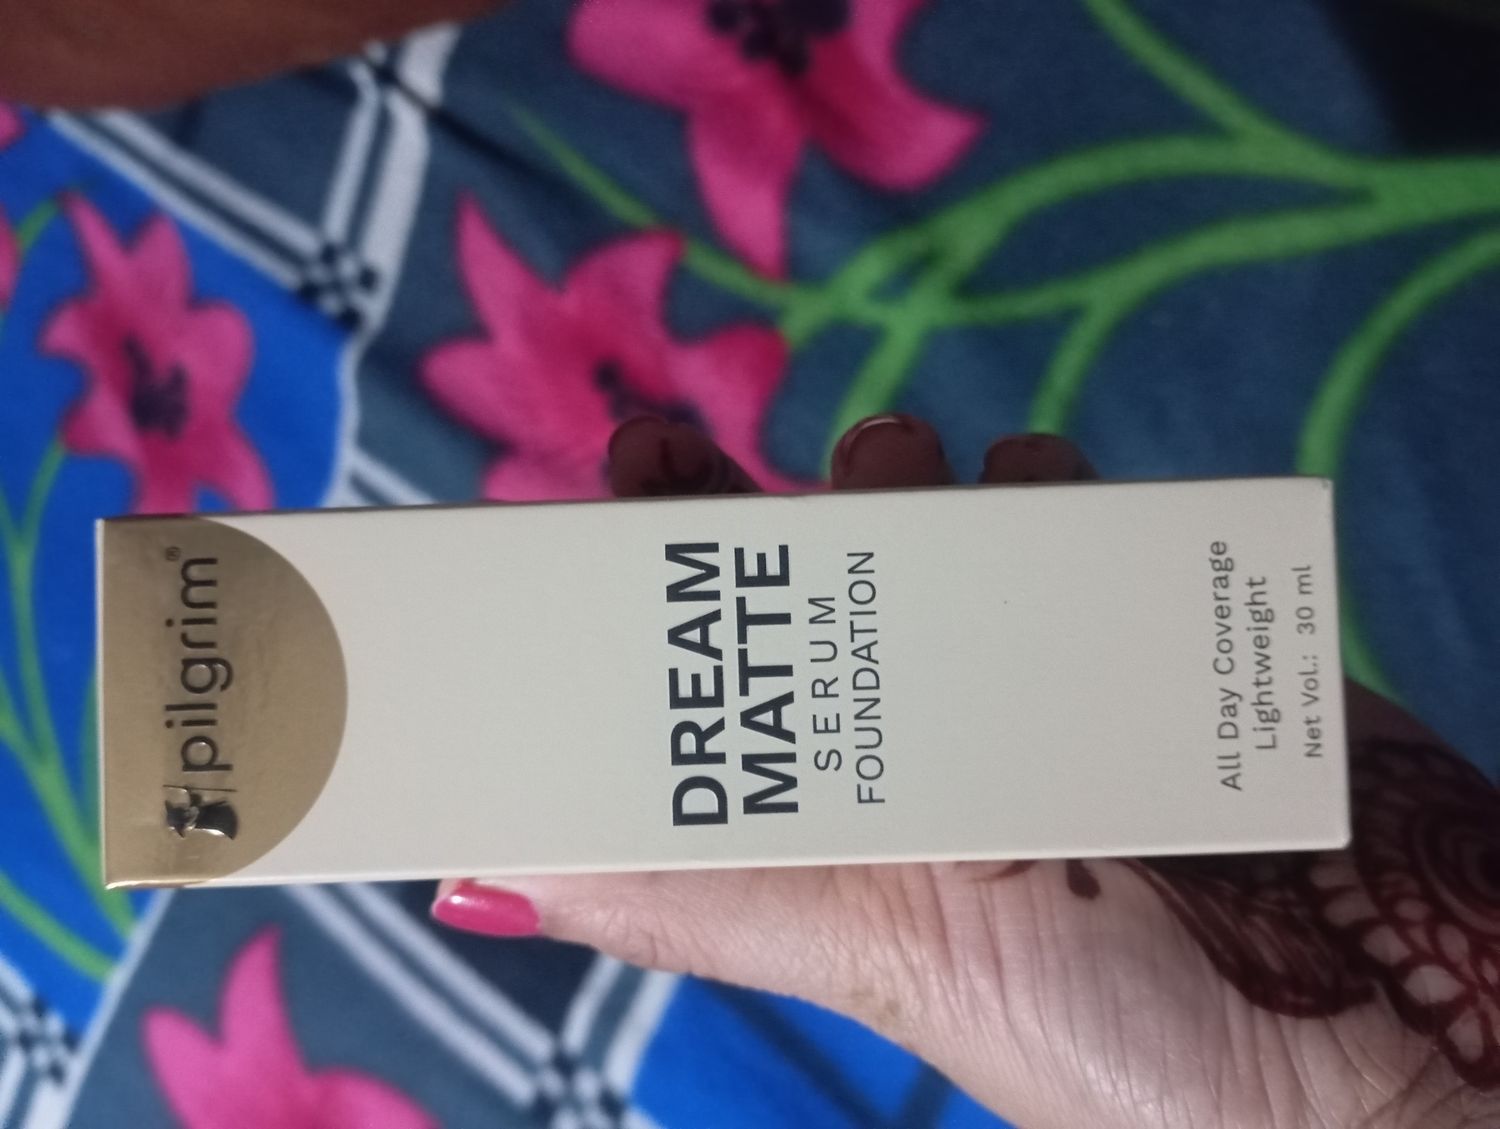 pilgrim®
DREAM
MATTE
SERUM
FOUNDATION
All Day Coverage
Lightweight
Net Vol.: 30 ml